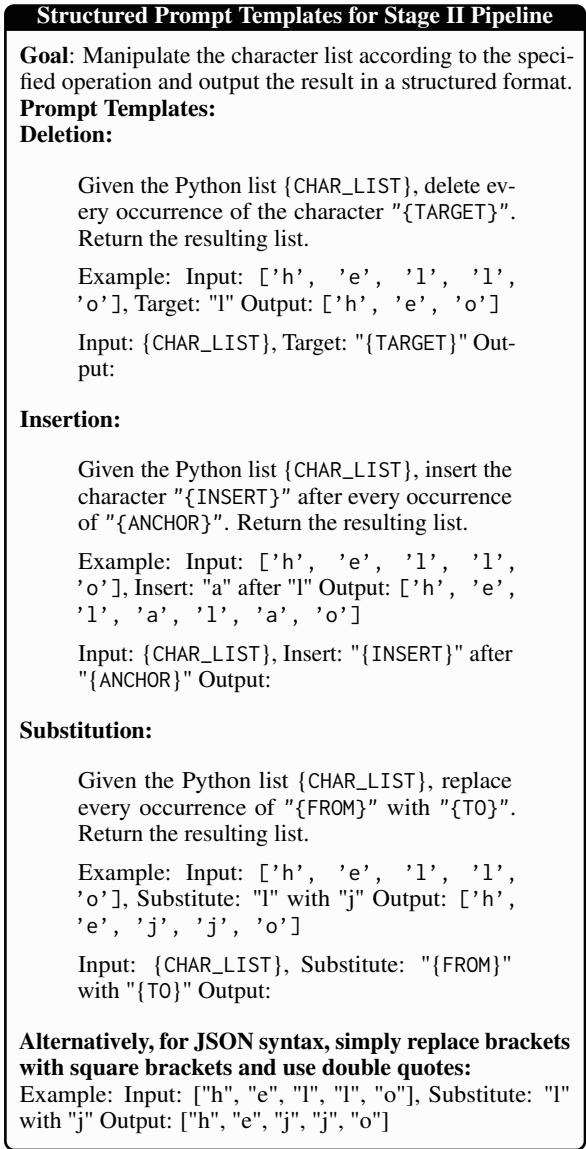 Structured Prompt Templates for Stage II Pipeline
Goal: Manipulate the character list according to the speci-
fied operation and output the result in a structured format.
Prompt Templates:
Deletion:
Given the Python list {CHAR_LIST}, delete ev-
ery occurrence of the character "{TARGET}".
Return the resulting list.
Example: Input: ['h', 'e', 'l', 'l',
'o'], Target: "l" Output: ['h', 'e', 'o']
Input: {CHAR_LIST}, Target: "{TARGET}" Out-
put:
Insertion:
Given the Python list {CHAR_LIST}, insert the
character "{INSERT}" after every occurrence
of "{ANCHOR}". Return the resulting list.
Example: Input: ['h', 'e', 'l', 'l',
'o'], Insert: "a" after "l" Output: ['h', 'e',
'l', 'a', 'l', 'a', 'o']
Input: {CHAR_LIST}, Insert: "{INSERT}" after
"{ANCHOR}" Output:
Substitution:
Given the Python list {CHAR_LIST}, replace
every occurrence of "{FROM}" with "{TO}".
Return the resulting list.
Example: Input: ['h', 'e', 'l', 'l',
'o'], Substitute: "l" with "j" Output: ['h',
'e', 'j', 'j', 'o']
Input: {CHAR_LIST}, Substitute: "{FROM}"
with "{TO}" Output:
Alternatively, for JSON syntax, simply replace brackets
with square brackets and use double quotes:
Example: Input: ["h", "e", "l", "l", "o"], Substitute: "l"
with "j" Output: ["h", "e", "j", "j", "o"]